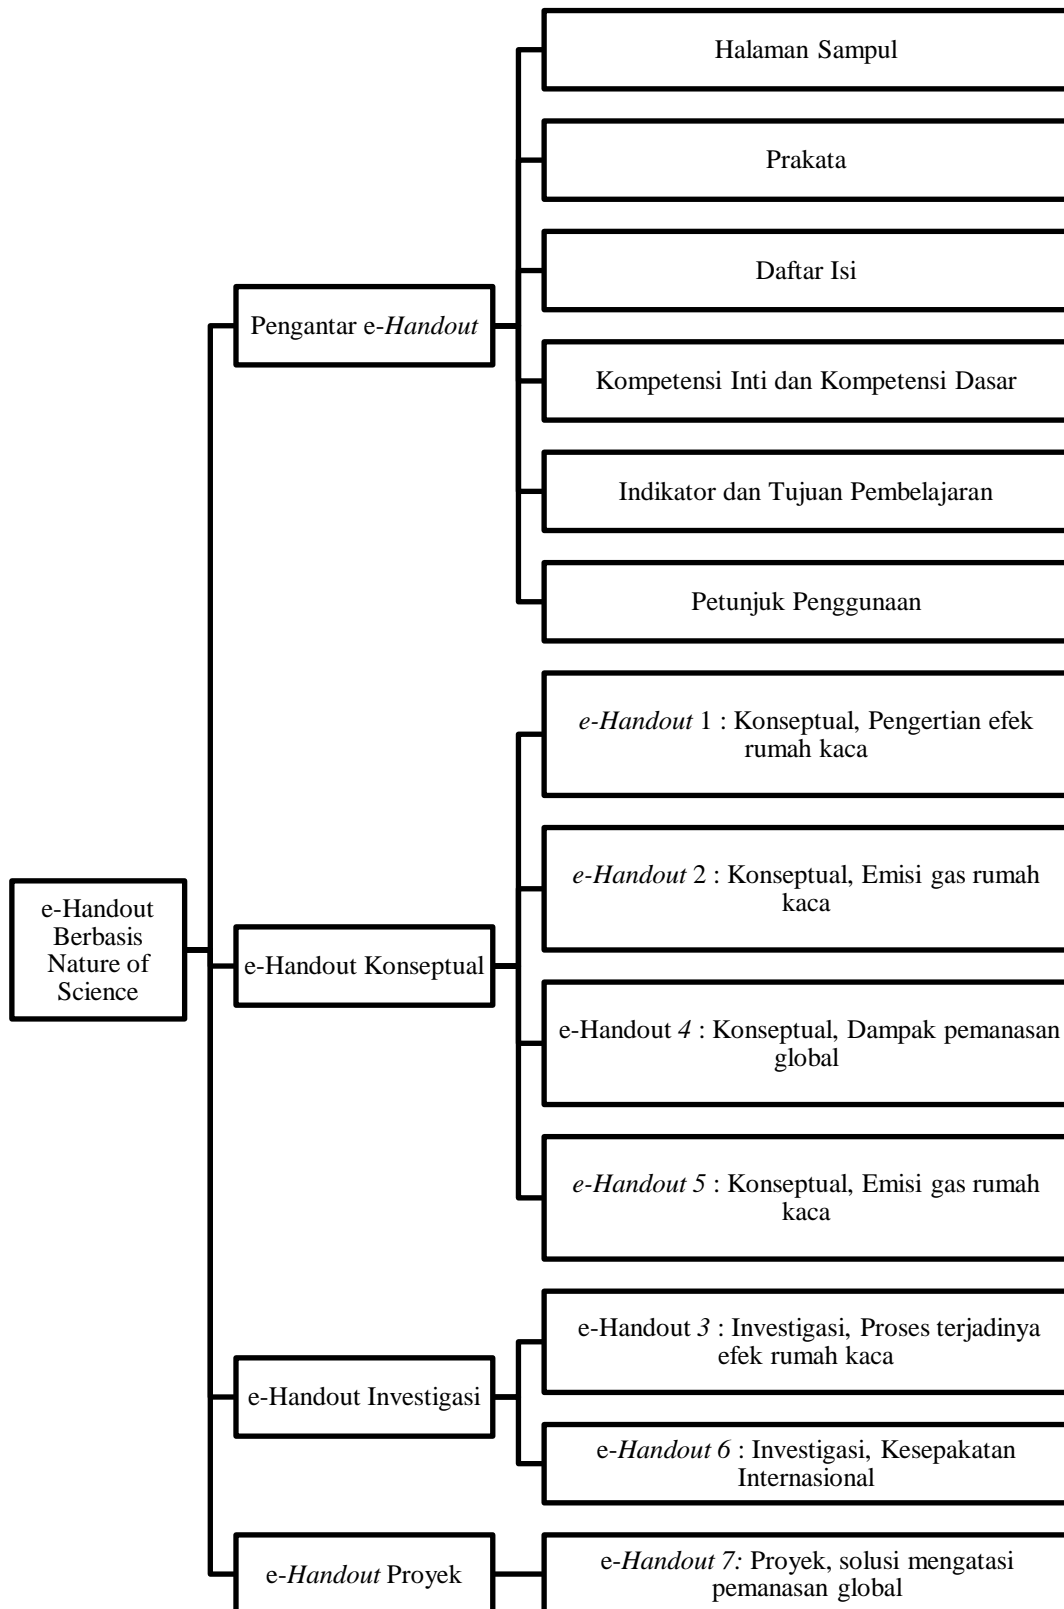 Halaman Sampul
Prakata
Daftar Isi
Pengantar e-Handout
Kompetensi Inti dan Kompetensi Dasar
Indikator dan Tujuan Pembelajaran
Petunjuk Penggunaan
e-Handout 1 : Konseptual, Pengertian efek
rumah kaca
e-Handout 2 : Konseptual, Emisi gas rumah
kaca
e-Handout
Berbasis
Nature of
Science
e-Handout Konseptual
e-Handout 4 : Konseptual, Dampak pemanasan
global
e-Handout 5 : Konseptual, Emisi gas rumah
kaca
e-Handout 3 : Investigasi, Proses terjadinya
efek rumah kaca
e-Handout Investigasi
e-Handout 6 : Investigasi, Kesepakatan
Internasional
e-Handout Proyek
e-Handout 7: Proyek, solusi mengatasi
pemanasan global